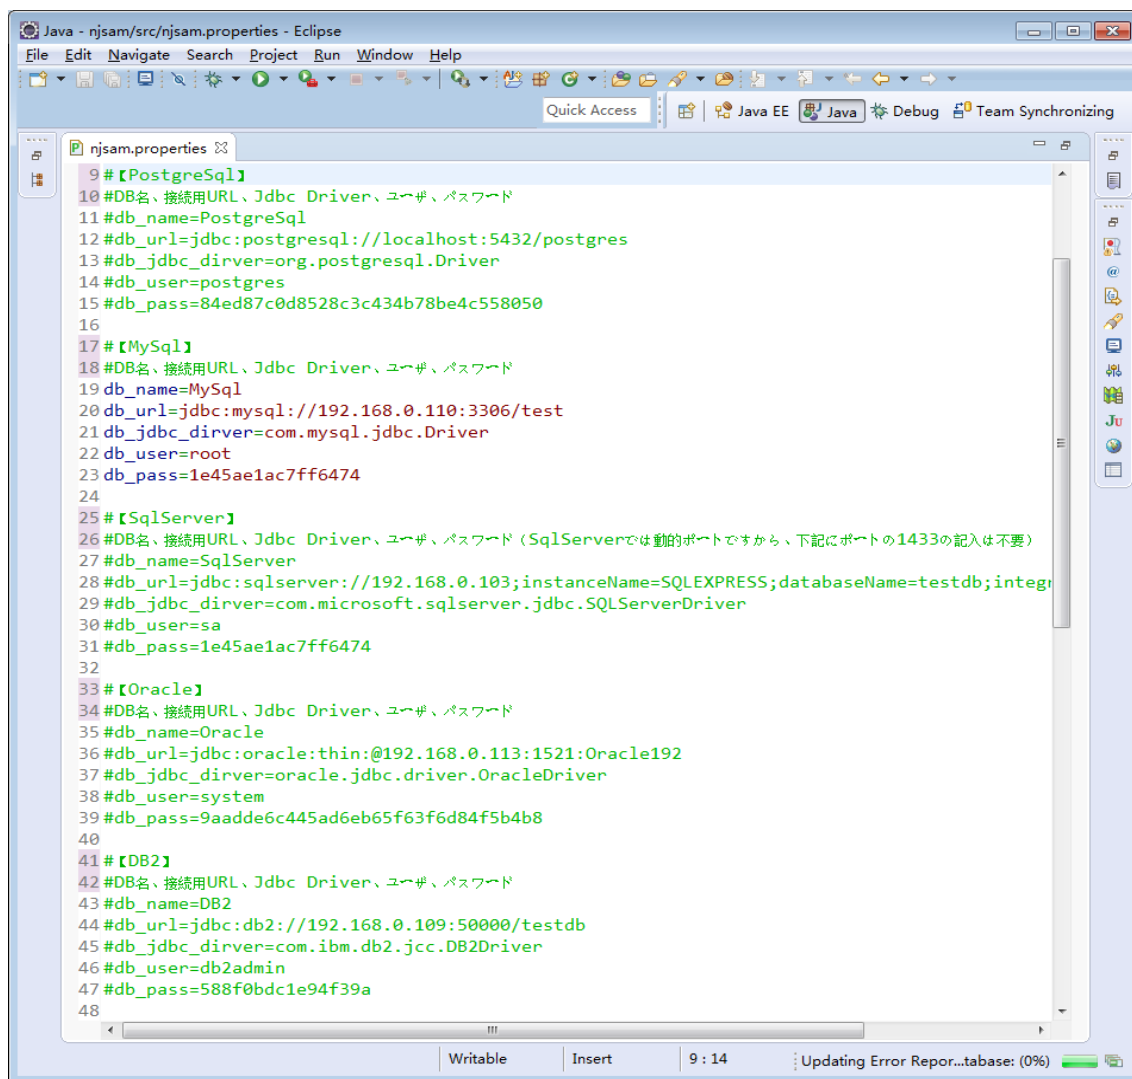 Java - njsam/src/njsam.properties - Eclipse
File Edit Navigate Search Project Run Window Help
Quick Access Java EE Java Debug Team Synchronizing
njsam.properties
9 #【PostgreSql】
10 #DB名、接続用URL、Jdbc Driver、ユーザ、パスワード
11 #db_name=PostgreSql
12 #db_url=jdbc:postgresql://localhost:5432/postgres
13 #db_jdbc_dirver=org.postgresql.Driver
14 #db_user=postgres
15 #db_pass=84ed87c0d8528c3c434b78be4c558050
16
17 #【MySql】
18 #DB名、接続用URL、Jdbc Driver、ユーザ、パスワード
19 db_name=MySql
20 db_url=jdbc:mysql://192.168.0.110:3306/test
21 db_jdbc_dirver=com.mysql.jdbc.Driver
22 db_user=root
23 db_pass=1e45ae1ac7ff6474
24
25 #【SqlServer】
26 #DB名、接続用URL、Jdbc Driver、ユーザ、パスワード（SqlServerでは動的ポートですから、下記にポートの1433の記入は不要）
27 #db_name=SqlServer
28 #db_url=jdbc:sqlserver://192.168.0.103;instanceName=SQLEXPRESS;databaseName=testdb;integr
29 #db_jdbc_dirver=com.microsoft.sqlserver.jdbc.SQLServerDriver
30 #db_user=sa
31 #db_pass=1e45ae1ac7ff6474
32
33 #【Oracle】
34 #DB名、接続用URL、Jdbc Driver、ユーザ、パスワード
35 #db_name=Oracle
36 #db_url=jdbc:oracle:thin:@192.168.0.113:1521:Oracle192
37 #db_jdbc_dirver=oracle.jdbc.driver.OracleDriver
38 #db_user=system
39 #db_pass=9aadde6c445ad6eb65f63f6d84f5b4b8
40
41 #【DB2】
42 #DB名、接続用URL、Jdbc Driver、ユーザ、パスワード
43 #db_name=DB2
44 #db_url=jdbc:db2://192.168.0.109:50000/testdb
45 #db_jdbc_dirver=com.ibm.db2.jcc.DB2Driver
46 #db_user=db2admin
47 #db_pass=588f0bdc1e94f39a
48
Writable Insert 9 : 14 Updating Error Repor...tabase: (0%)